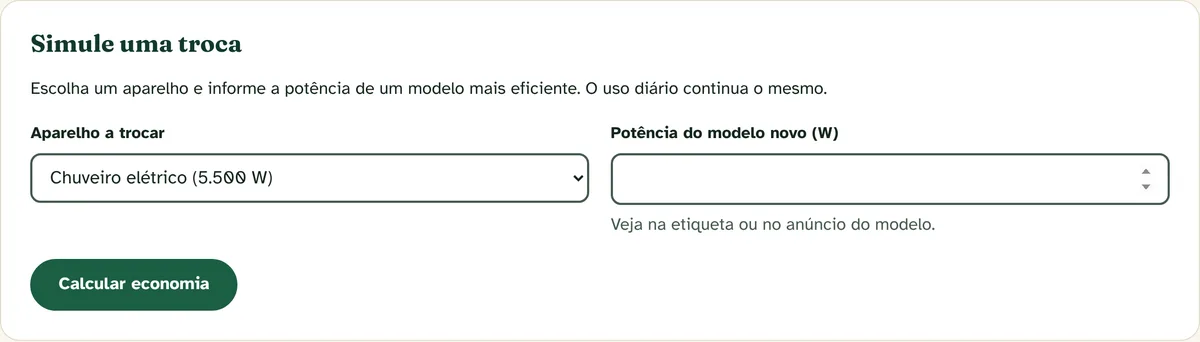 Simule uma troca
Escolha um aparelho e informe a potência de um modelo mais eficiente. O uso diário continua o mesmo.
Aparelho a trocar
Potência do modelo novo (W)
Chuveiro elétrico (5.500 W)
Veja na etiqueta ou no anúncio do modelo.
Calcular economia